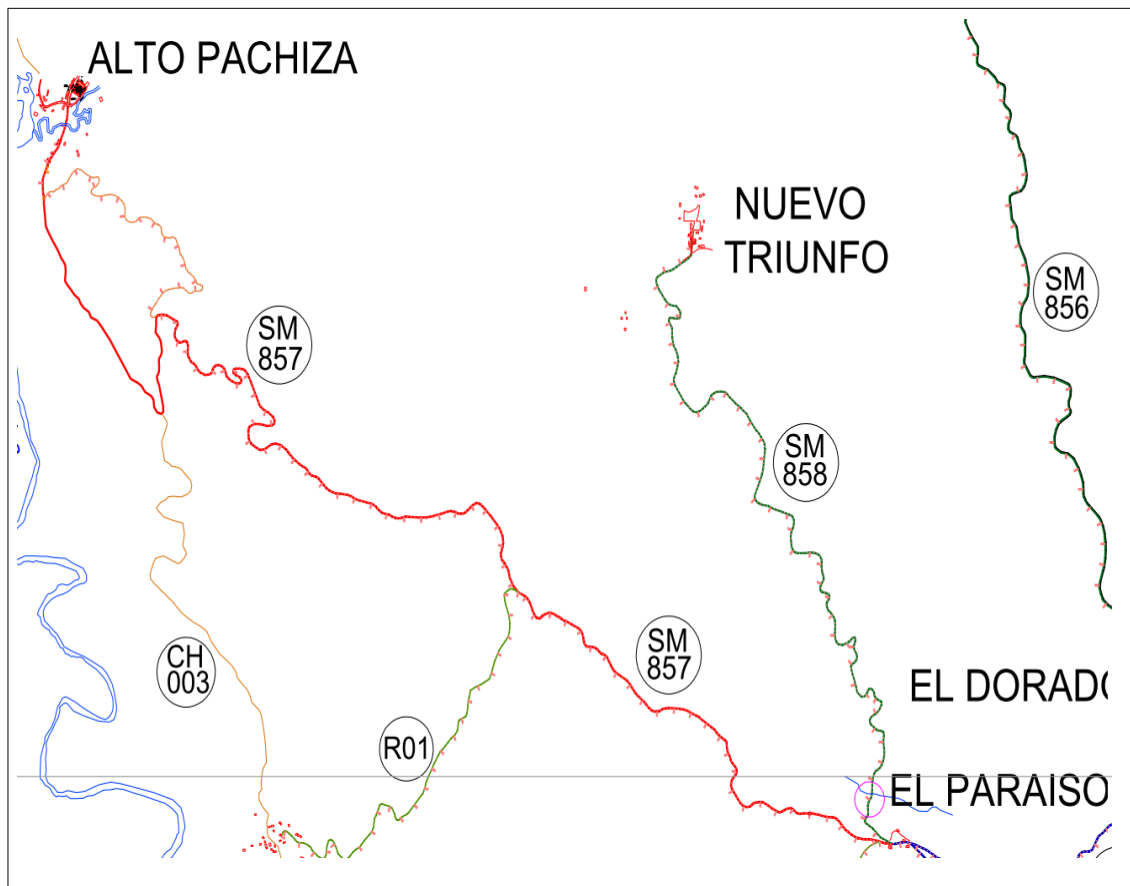 ALTO PACHIZA
NUEVO
TRIUNFO
SM
856
SM
857
SM
858
SM
857
CH
003
EL DORADO
R01
EL PARAISO